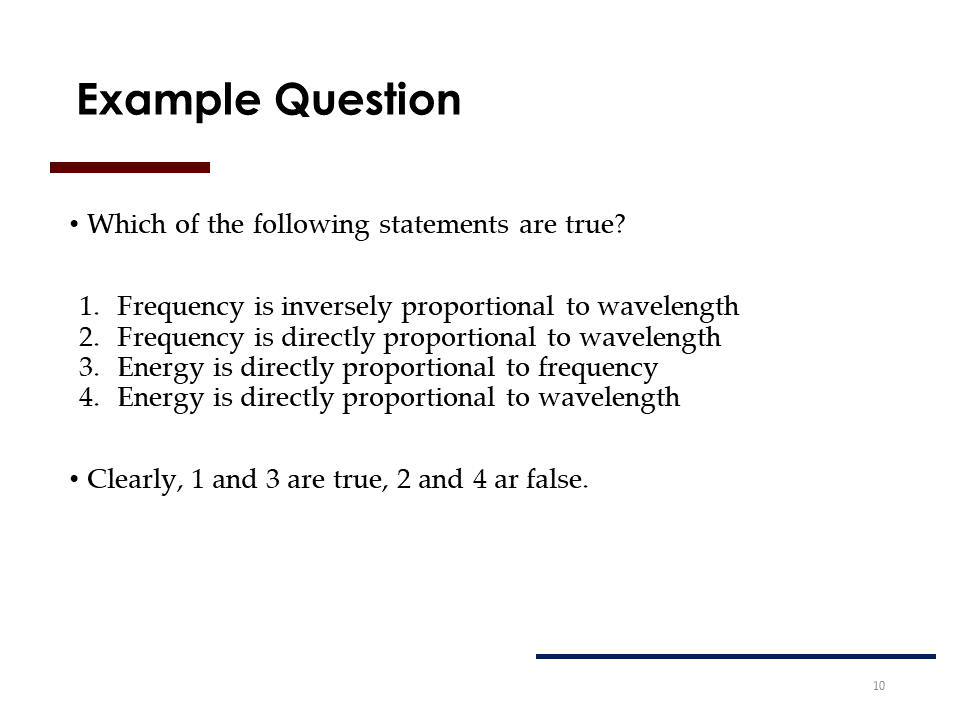 Example Question
• Which of the following statements are true?
1. Frequency is inversely proportional to wavelength
2. Frequency is directly proportional to wavelength
3. Energy is directly proportional to frequency
4. Energy is directly proportional to wavelength
• Clearly, 1 and 3 are true, 2 and 4 ar false.
10